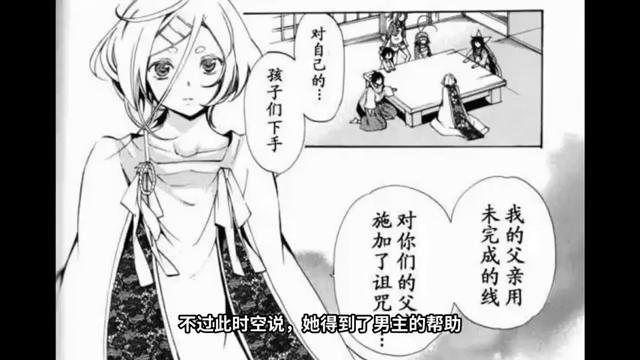 我的父亲用
未完成的线
对你们的父
施加了诅咒…
对自己的…
孩子们下手
不过此时空说，她得到了男主的帮助